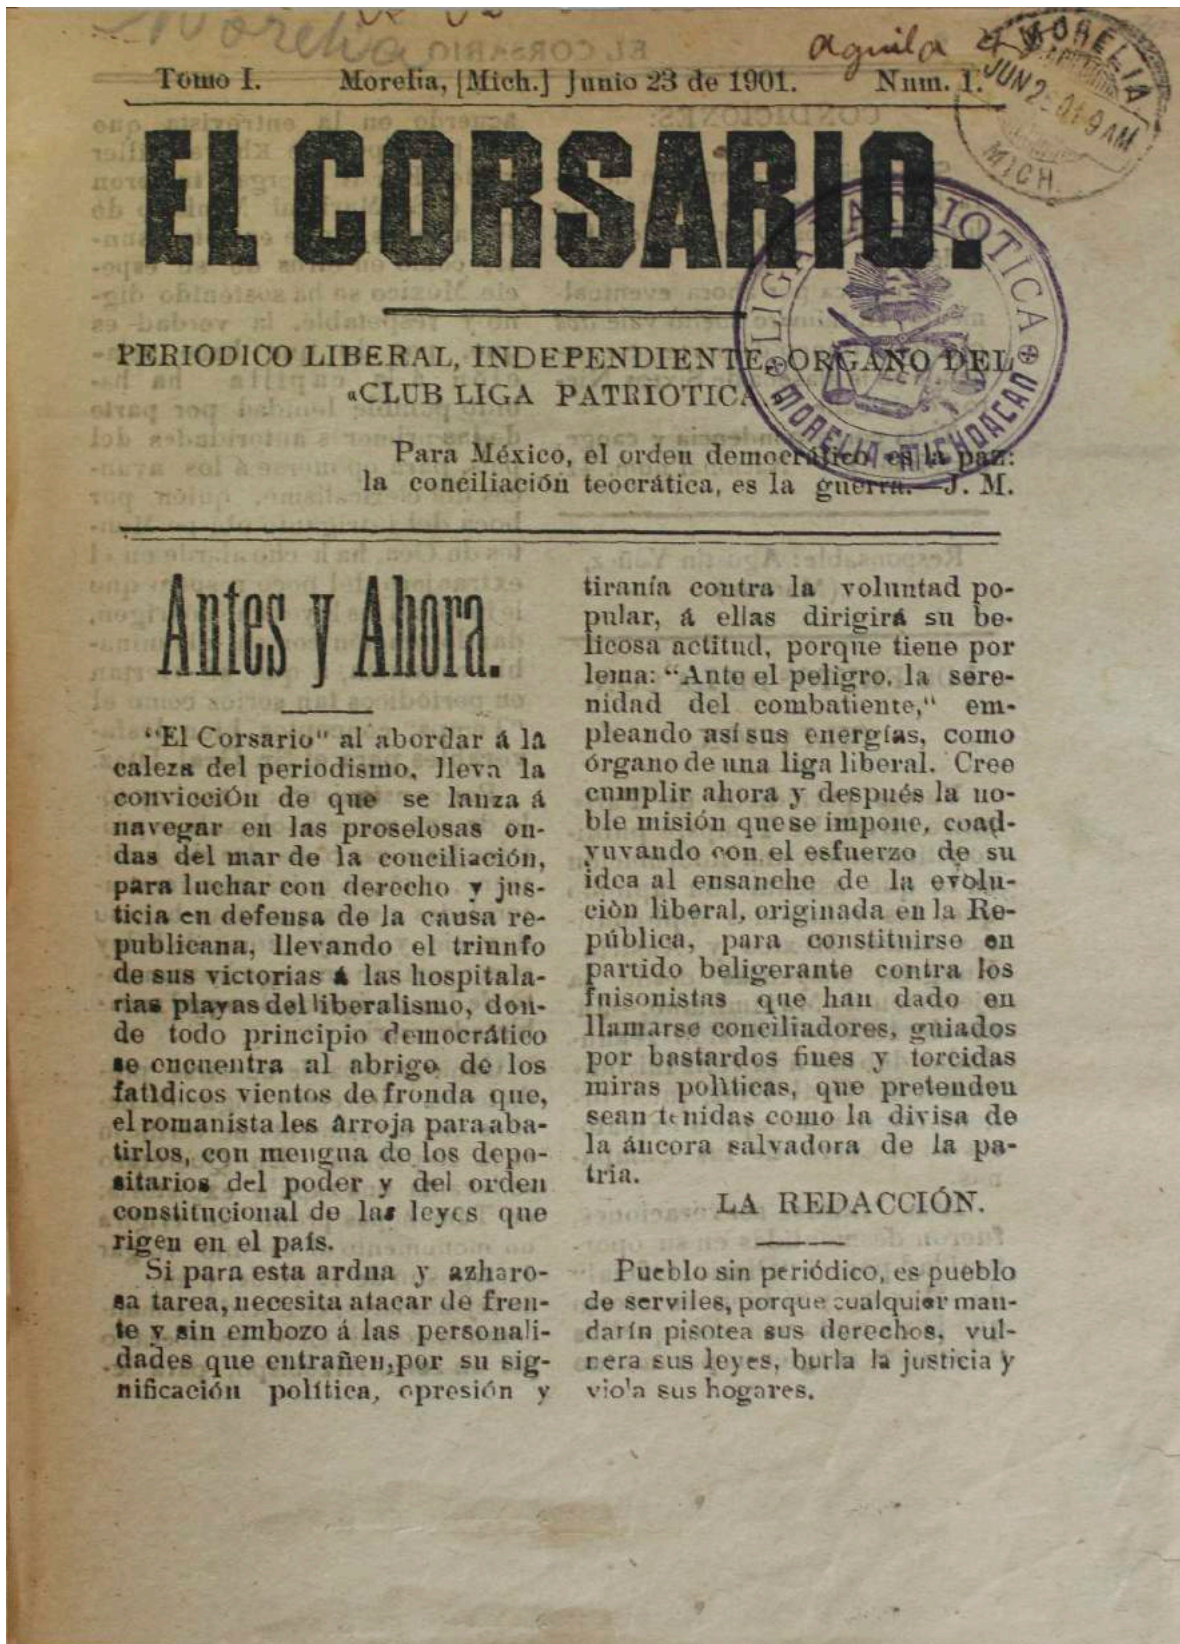 Morelia
aguila
MORELIA
JUN 2 01 9 AM
MICH.
Tomo I. Morelia, [Mich.] Junio 23 de 1901. Num. 1.
EL CORSARIO.
LIGA PATRIOTICA
MORELIA MICHOACAN
PERIODICO LIBERAL, INDEPENDIENTE, ORGANO DEL
«CLUB LIGA PATRIOTICA
Para México, el orden democrático es la paz:
la conciliación teocrática, es la guerra.—J. M.
Antes y Ahora.
"El Corsario" al abordar á la
caleza del periodismo, lleva la
convicción de que se lanza á
navegar en las proselosas on-
das del mar de la conciliación,
para luchar con derecho y jus-
ticia en defensa de la causa re-
publicana, llevando el triunfo
de sus victorias á las hospitala-
rias playas del liberalismo, don-
de todo principio democrático
se encuentra al abrigo de los
fatídicos vientos de fronda que,
el romanista les arroja para aba-
tirlos, con mengua de los depo-
sitarios del poder y del orden
constitucional de las leyes que
rigen en el país.
Si para esta ardua y azharo-
sa tarea, necesita atacar de fren-
te y sin embozo á las personali-
dades que entrañen, por su sig-
nificación política, opresión y
tiranía contra la voluntad po-
pular, á ellas dirigirá su be-
licosa actitud, porque tiene por
lema: "Ante el peligro, la sere-
nidad del combatiente," em-
pleando así sus energías, como
órgano de una liga liberal. Cree
cumplir ahora y después la no-
ble misión que se impone, coad-
yuvando con el esfuerzo de su
idea al ensanche de la evolu-
ción liberal, originada en la Re-
pública, para constituirse en
partido beligerante contra los
fuisonistas que han dado en
llamarse conciliadores, guiados
por bastardos fines y torcidas
miras políticas, que pretenden
sean tenidas como la divisa de
la áncora salvadora de la pa-
tria.
LA REDACCIÓN.
Pueblo sin periódico, es pueblo
de serviles, porque cualquier man-
darín pisotea sus derechos, vul-
nera sus leyes, burla la justicia y
viola sus hogares.